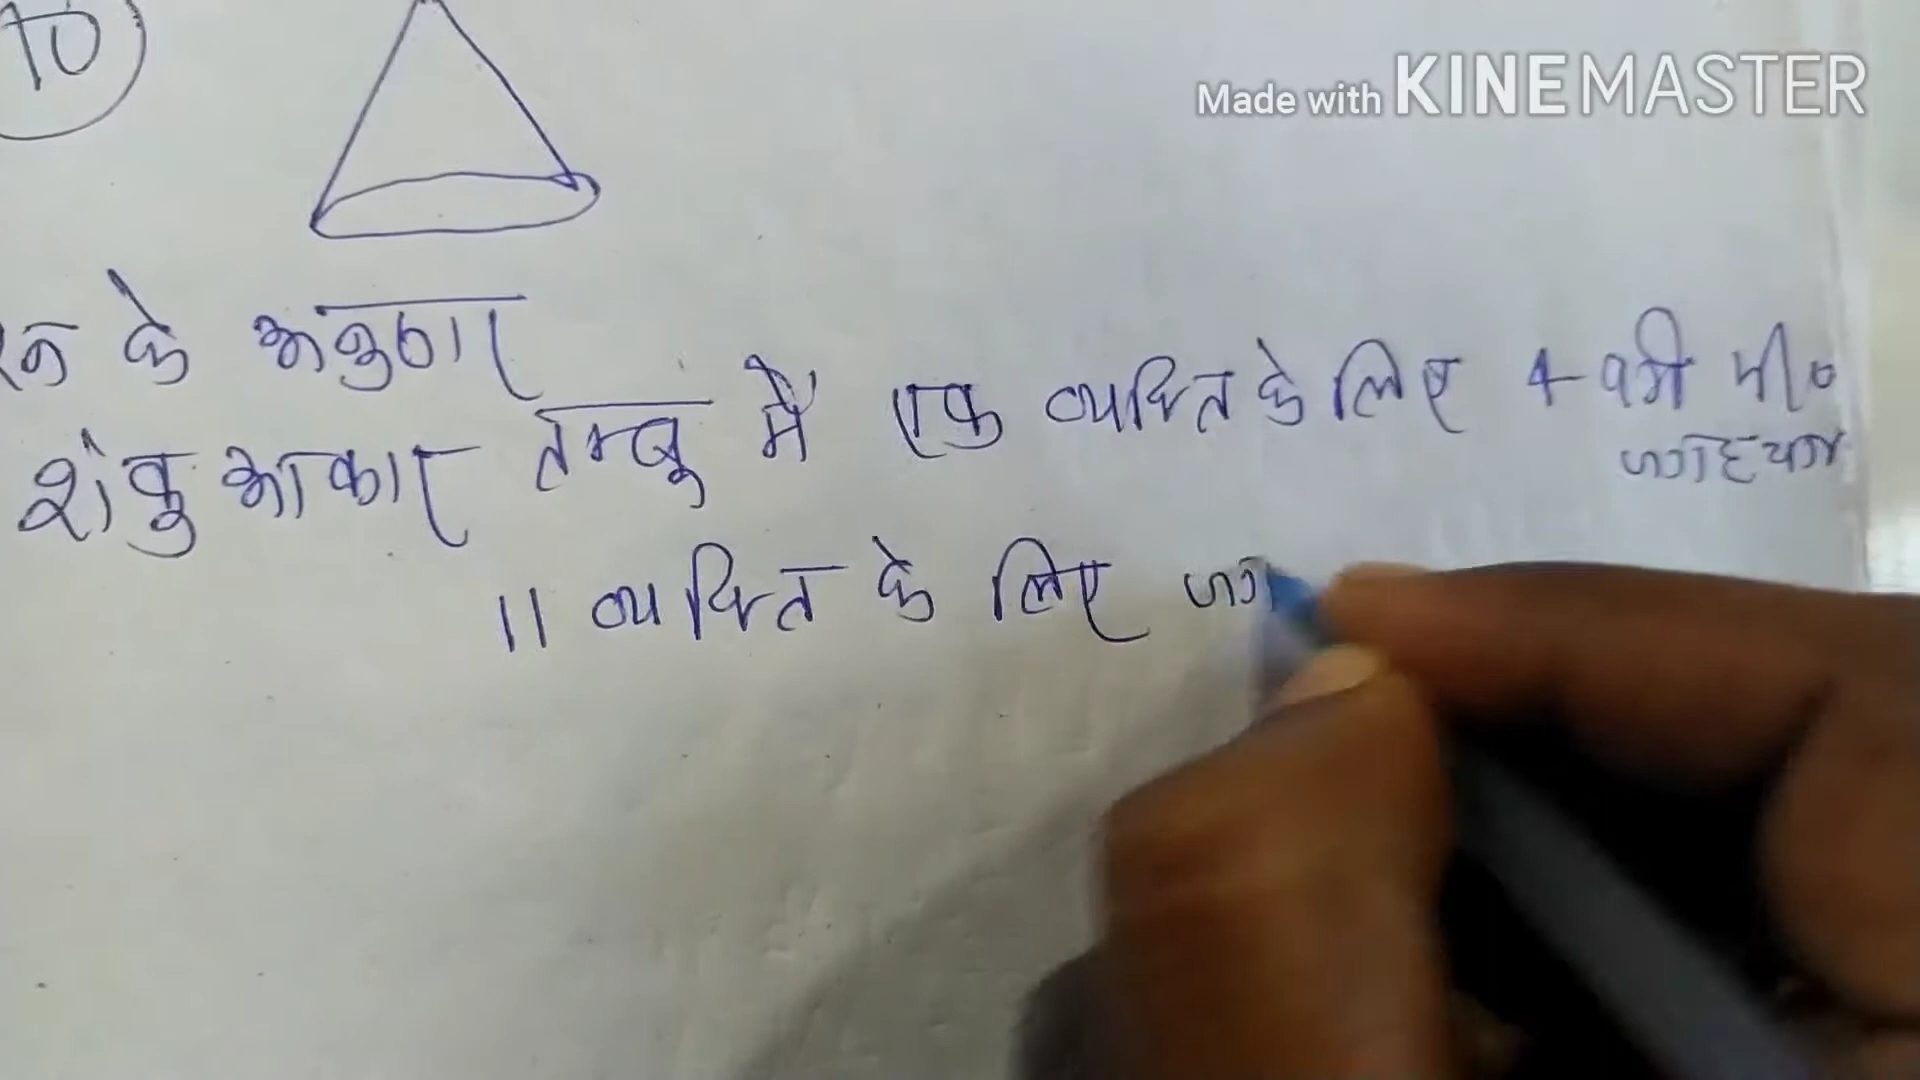 10
Made with KINEMASTER
के अनुसार
शंकु आकार तम्बू में एक व्यक्ति के लिए 4 वर्ग मी०
जगह
11 व्यक्ति के लिए